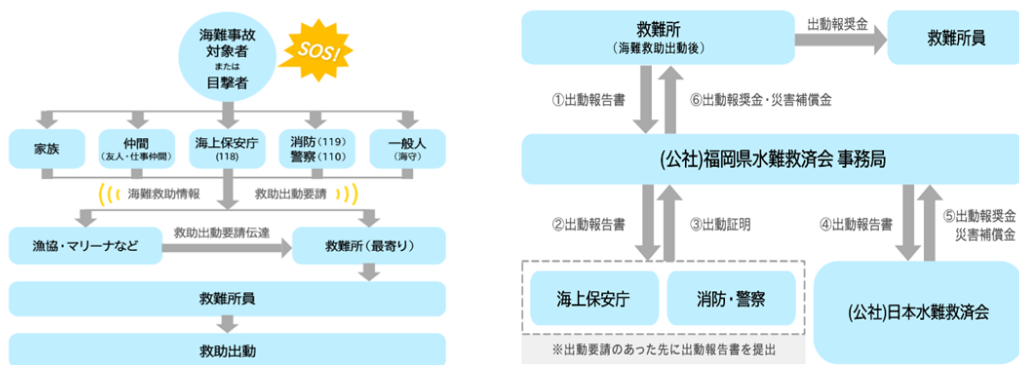 海難事故
対象者
または
目撃者
SOS!
家族
仲間
(友人・仕事仲間)
海上保安庁
(118)
消防(119)
警察(110)
一般人
(海守)
海難救助情報
救助出動要請
漁協・マリーナなど
救助出動要請伝達
救難所(最寄り)
救難所員
救助出動
救難所
(海難救助出動後)
出動報奨金
救難所員
①出動報告書
⑥出動報奨金・災害補償金
(公社)福岡県水難救済会 事務局
②出動報告書
③出動証明
④出動報告書
⑤出動報奨金
災害補償金
海上保安庁
消防・警察
※出動要請のあった先に出動報告書を提出
(公社)日本水難救済会